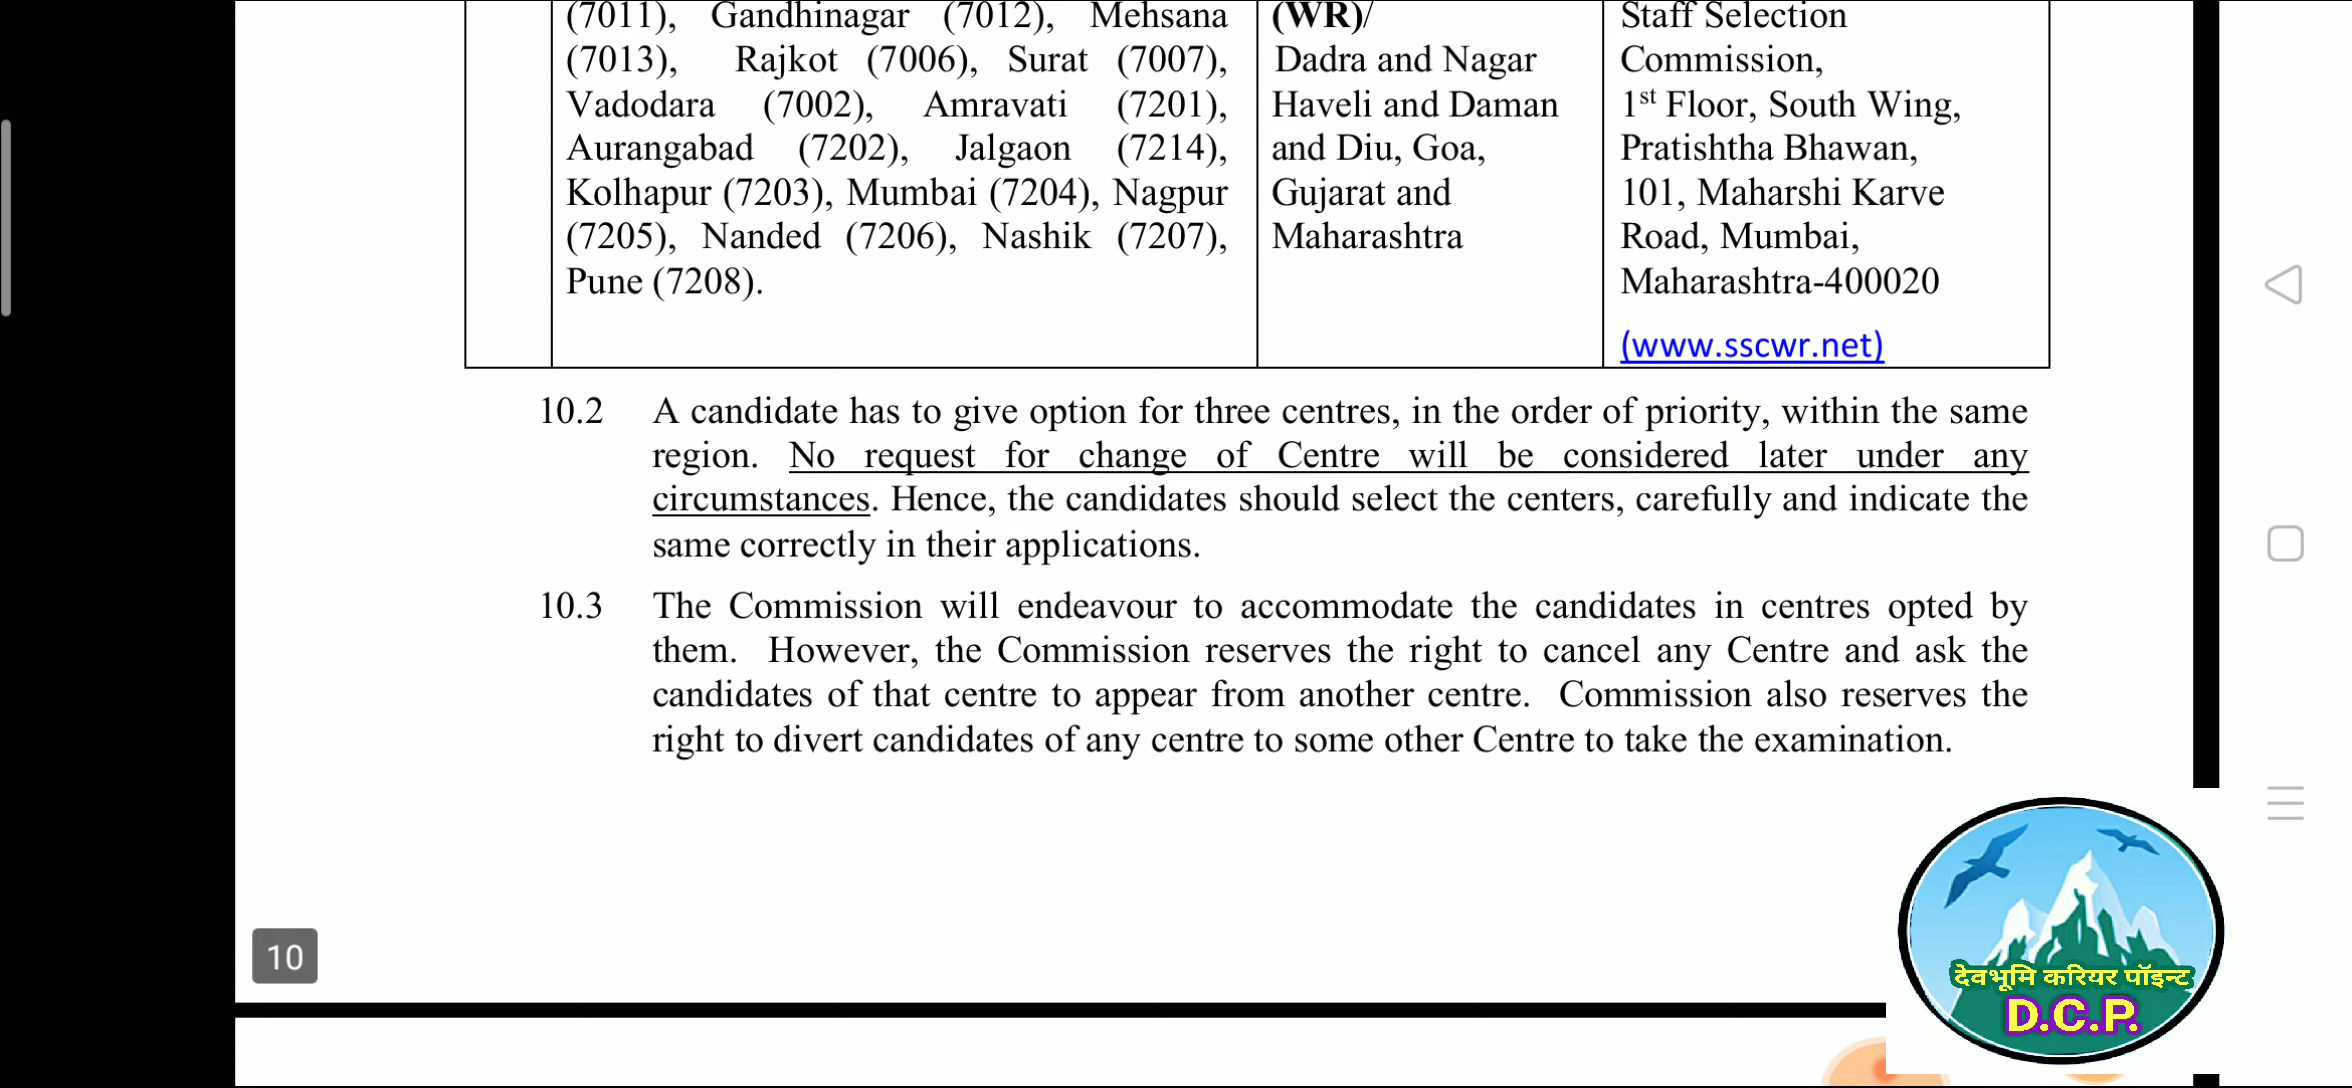 (7011), Gandhinagar (7012), Mehsana
(7013), Rajkot (7006), Surat (7007),
Vadodara (7002), Amravati (7201),
Aurangabad (7202), Jalgaon (7214),
Kolhapur (7203), Mumbai (7204), Nagpur
(7205), Nanded (7206), Nashik (7207),
Pune (7208).
(WR)/
Dadra and Nagar
Haveli and Daman
and Diu, Goa,
Gujarat and
Maharashtra
Staff Selection
Commission,
1st Floor, South Wing,
Pratishtha Bhawan,
101, Maharshi Karve
Road, Mumbai,
Maharashtra-400020
(www.sscwr.net)
10.2 A candidate has to give option for three centres, in the order of priority, within the same
region. No request for change of Centre will be considered later under any
circumstances. Hence, the candidates should select the centers, carefully and indicate the
same correctly in their applications.
10.3 The Commission will endeavour to accommodate the candidates in centres opted by
them. However, the Commission reserves the right to cancel any Centre and ask the
candidates of that centre to appear from another centre. Commission also reserves the
right to divert candidates of any centre to some other Centre to take the examination.
10
देवभूमि करियर पॉइन्ट
D.C.P.